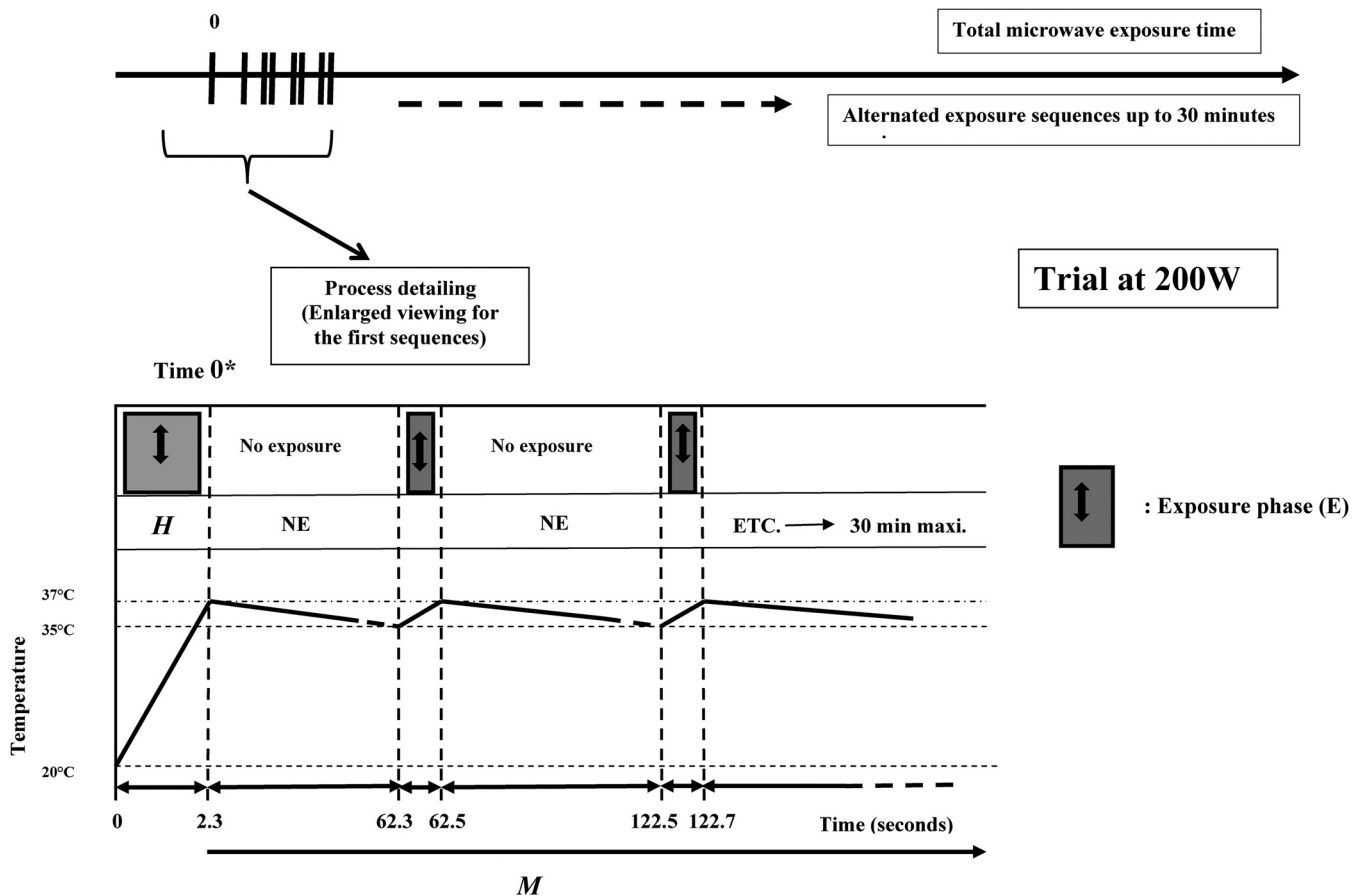 0
Total microwave exposure time
Alternated exposure sequences up to 30 minutes
.
Trial at 200W
Process detailing
(Enlarged viewing for
the first sequences)
Time 0*
No exposure
No exposure
: Exposure phase (E)
H
NE
NE
ETC.
30 min maxi.
37°C
35°C
Temperature
20°C
0
2.3
62.3
62.5
122.5
122.7
Time (seconds)
M